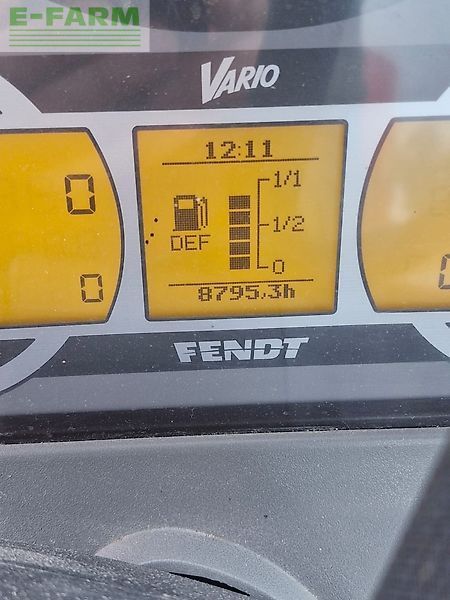 E-FARM
VARIO
12:11
0
1/1
DEF
1/2
0
0
8795.3h
FENDT